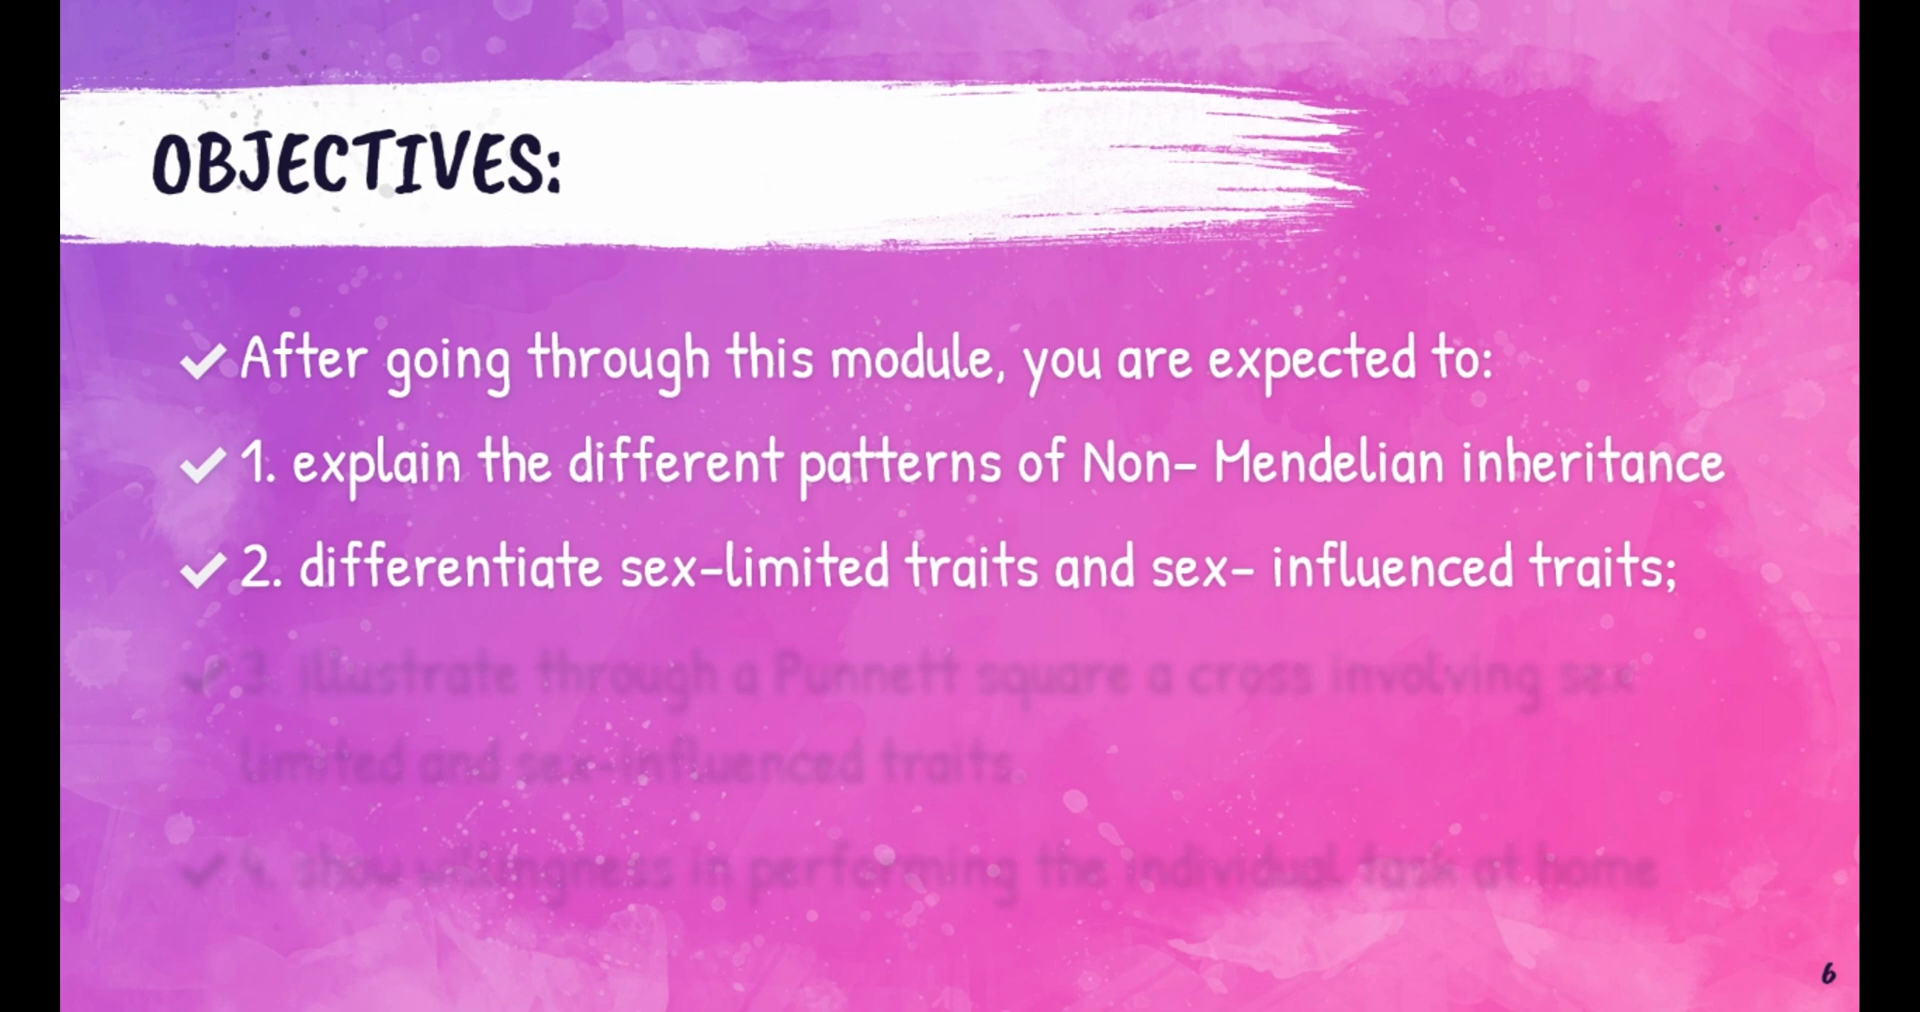 OBJECTIVES:
After going through this module, you are expected to:
1. explain the different patterns of Non- Mendelian inheritance
2. differentiate sex-limited traits and sex- influenced traits;
3. illustrate through a Punnett square a cross involving sex
limited and sex-influenced traits.
4. show willingness in performing the individual task at home
6